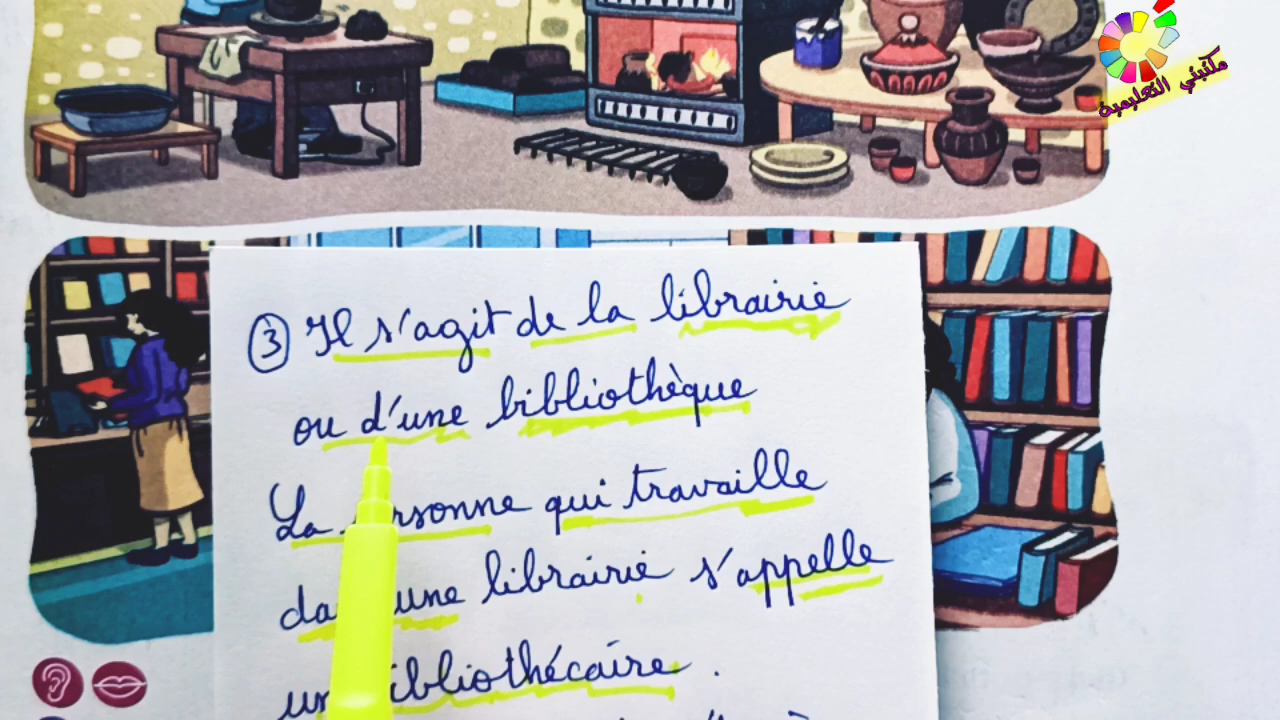 مكتبتي التعليمية
③ Il s'agit de la librairie
ou d'une bibliothèque
La qui travaille
une librairie s'appelle